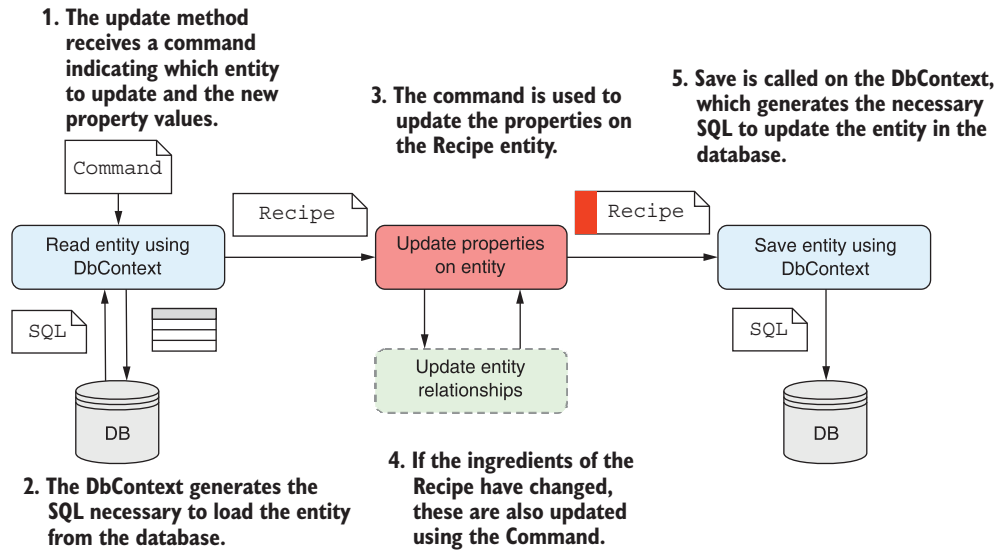 1. The update method
receives a command
indicating which entity
to update and the new
property values.
3. The command is used to
update the properties on
the Recipe entity.
5. Save is called on the DbContext,
which generates the necessary
SQL to update the entity in the
database.
Command
Recipe
Recipe
Read entity using
DbContext
Update properties
on entity
Save entity using
DbContext
SQL
SQL
Update entity
relationships
DB
DB
2. The DbContext generates the
SQL necessary to load the entity
from the database.
4. If the ingredients of the
Recipe have changed,
these are also updated
using the Command.